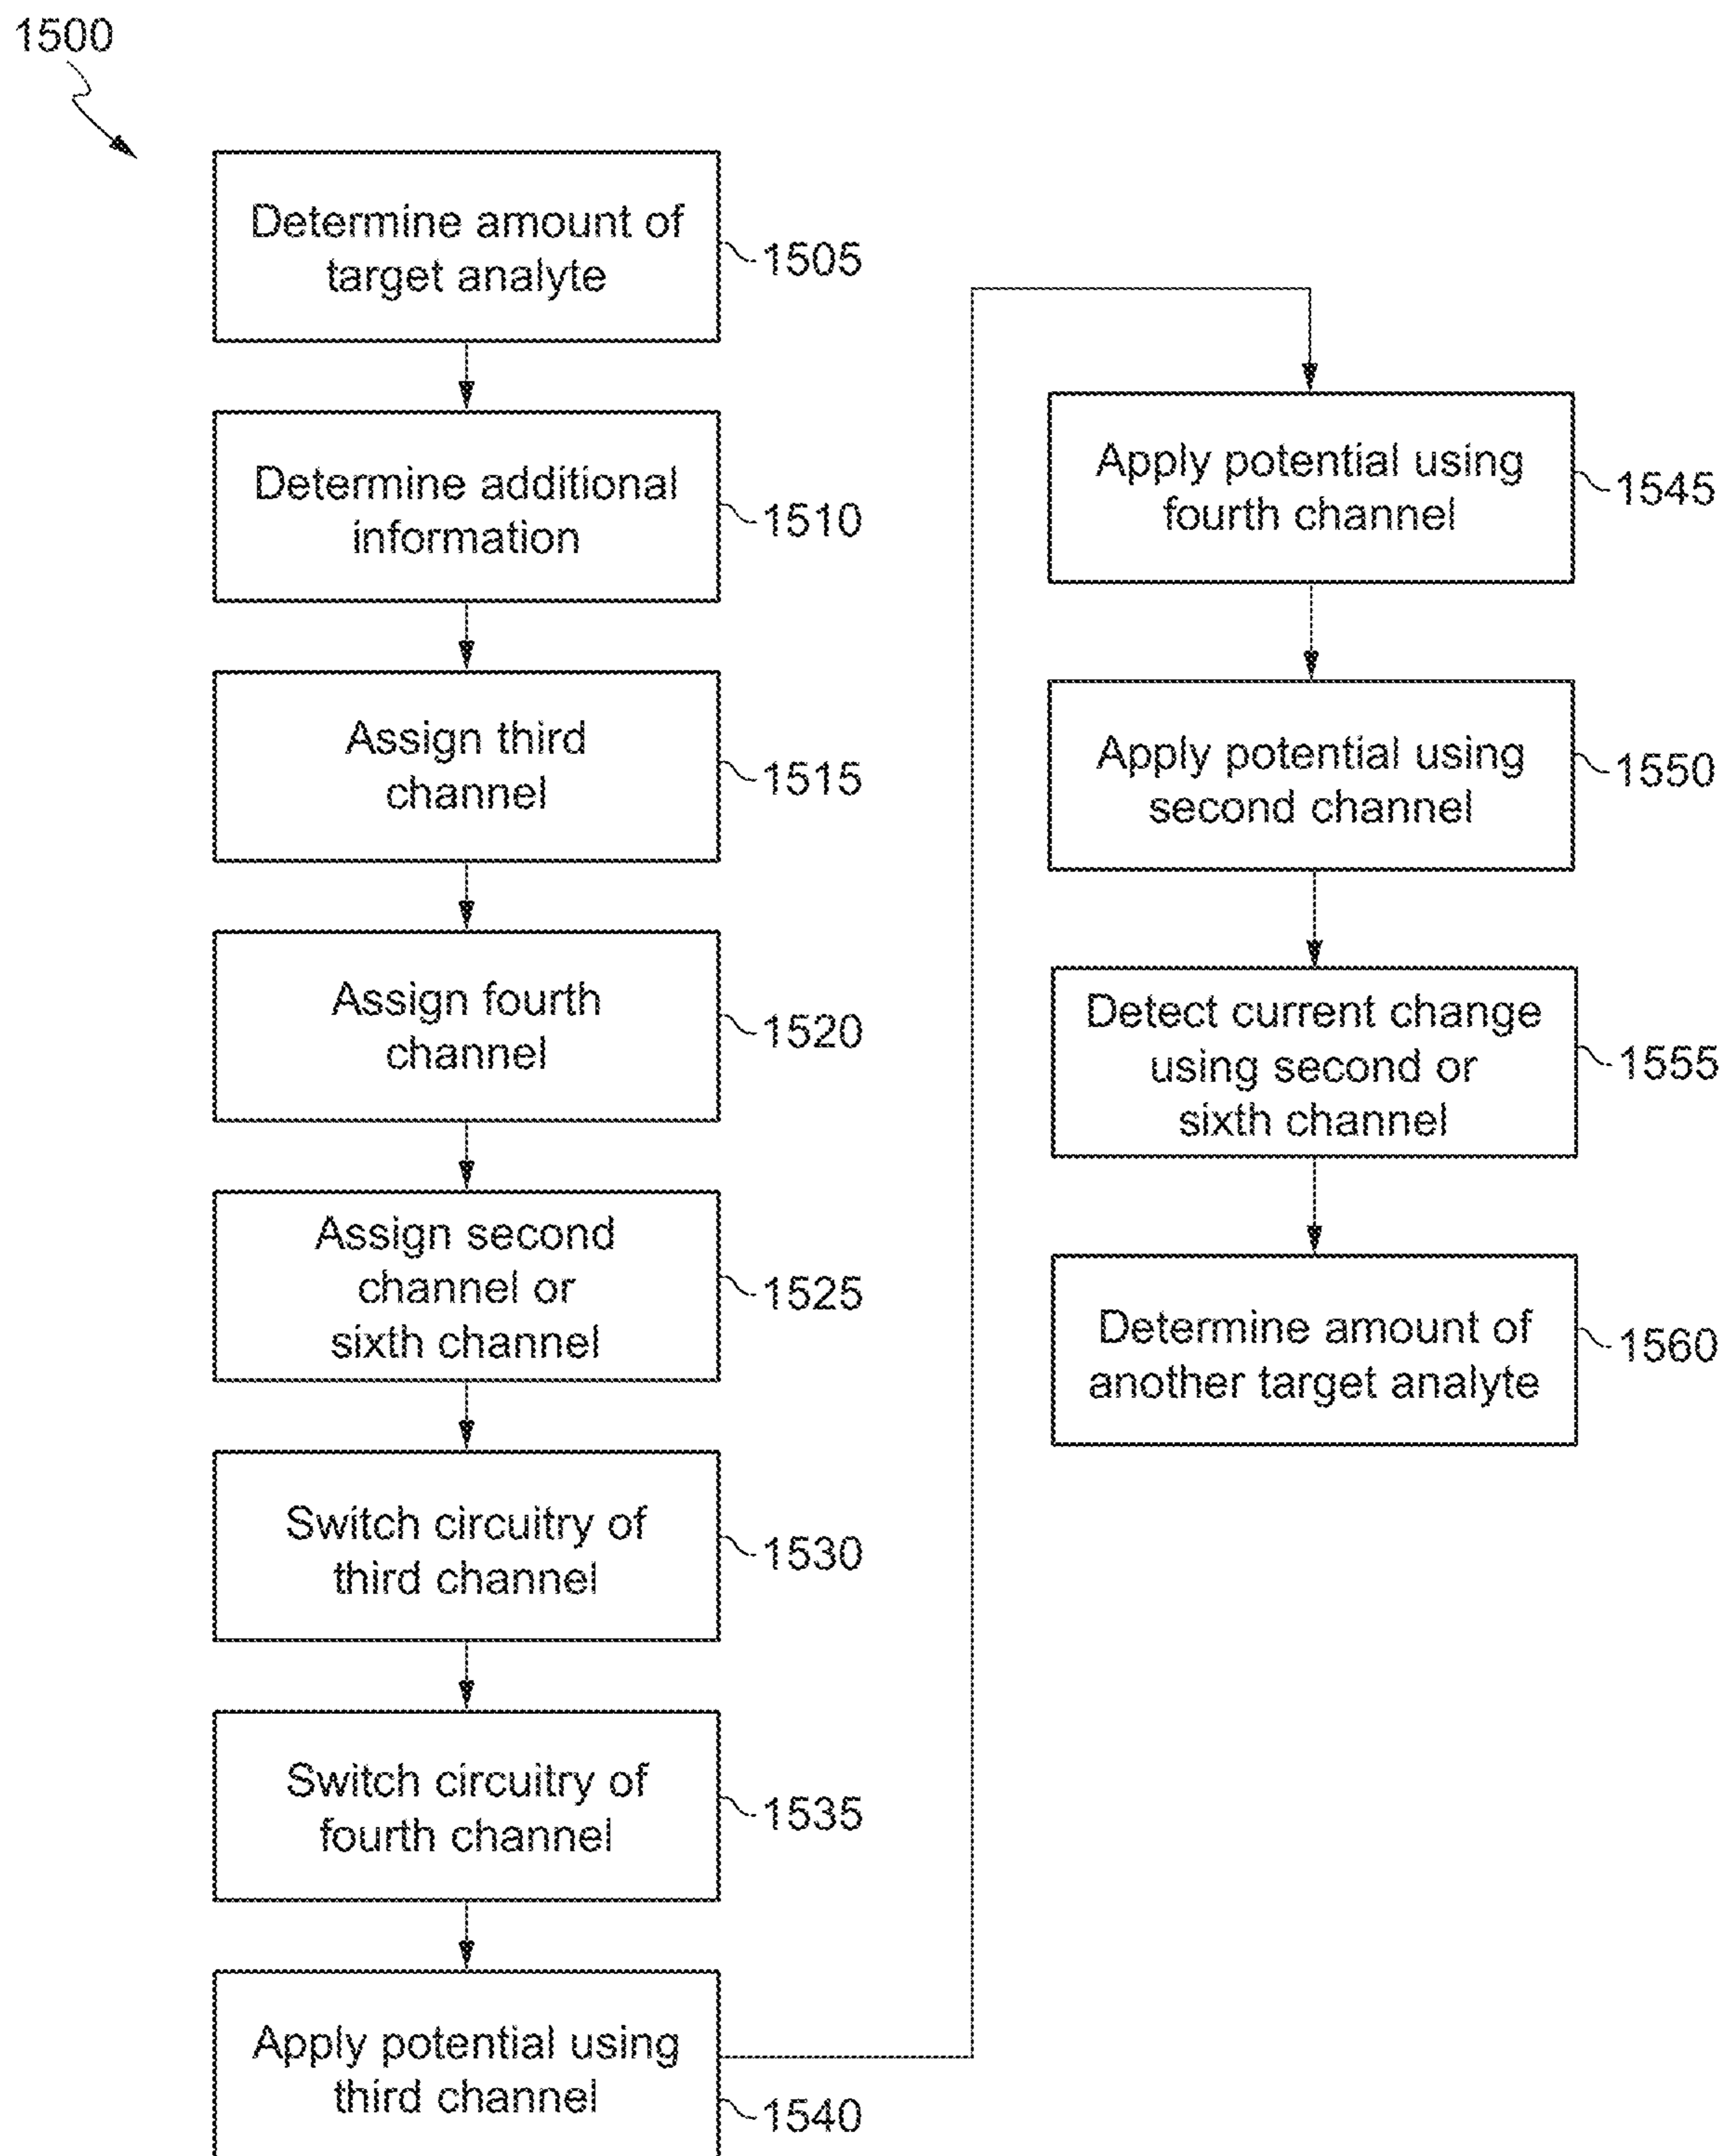 1500
Determine amount of
target analyte
1505
Determine additional
information
1510
Assign third
channel
1515
Assign fourth
channel
1520
Assign second
channel or
sixth channel
1525
Switch circuitry of
third channel
1530
Switch circuitry of
fourth channel
1535
Apply potential using
third channel
1540
Apply potential using
fourth channel
1545
Apply potential using
second channel
1550
Detect current change
using second or
sixth channel
1555
Determine amount of
another target analyte
1560